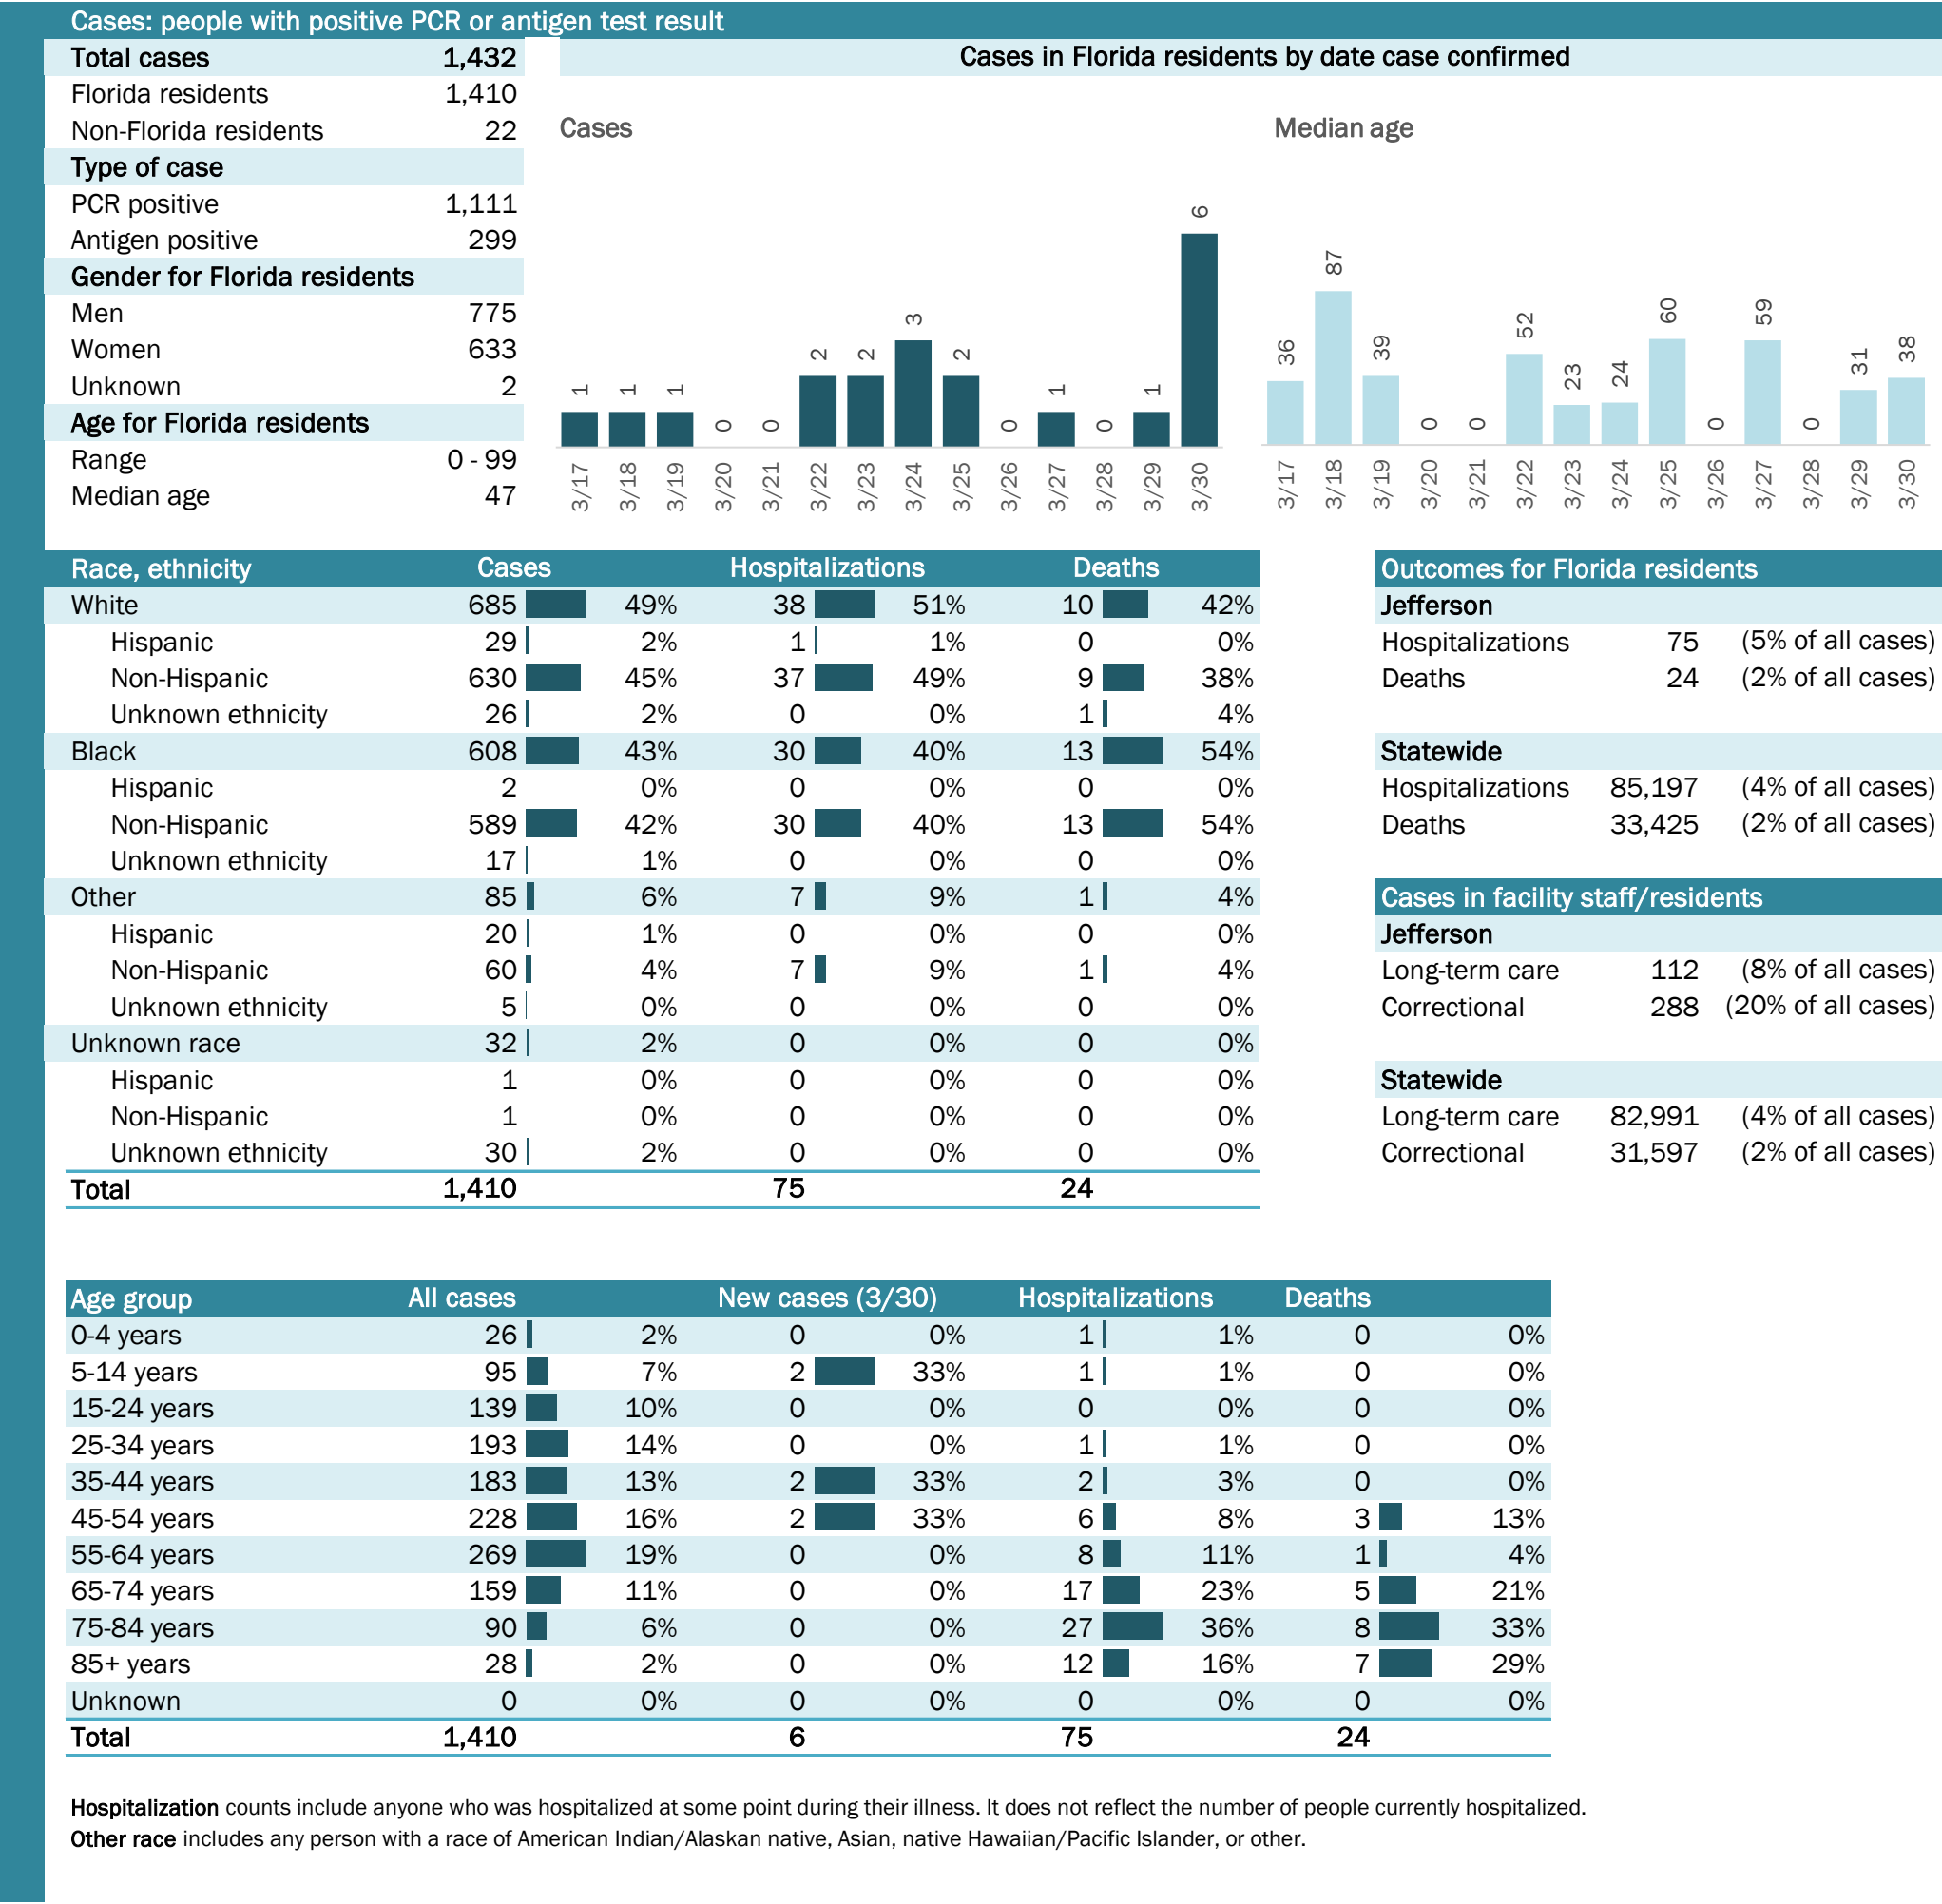 Cases: people with positive PCR or antigen test result
Total cases 1,432
Florida residents 1,410
Non-Florida residents 22
Type of case
PCR positive 1,111
Antigen positive 299
Gender for Florida residents
Men 775
Women 633
Unknown 2
Age for Florida residents
Range 0 - 99
Median age 47
Cases in Florida residents by date case confirmed
Cases
1 1 1 0 0 2 2 3 2 0 1 0 1 6
3/17 3/18 3/19 3/20 3/21 3/22 3/23 3/24 3/25 3/26 3/27 3/28 3/29 3/30
Median age
36 87 39 0 0 52 23 24 60 0 59 0 31 38
3/17 3/18 3/19 3/20 3/21 3/22 3/23 3/24 3/25 3/26 3/27 3/28 3/29 3/30
Race, ethnicity Cases Hospitalizations Deaths
White 685 49% 38 51% 10 42%
Hispanic 29 2% 1 1% 0 0%
Non-Hispanic 630 45% 37 49% 9 38%
Unknown ethnicity 26 2% 0 0% 1 4%
Black 608 43% 30 40% 13 54%
Hispanic 2 0% 0 0% 0 0%
Non-Hispanic 589 42% 30 40% 13 54%
Unknown ethnicity 17 1% 0 0% 0 0%
Other 85 6% 7 9% 1 4%
Hispanic 20 1% 0 0% 0 0%
Non-Hispanic 60 4% 7 9% 1 4%
Unknown ethnicity 5 0% 0 0% 0 0%
Unknown race 32 2% 0 0% 0 0%
Hispanic 1 0% 0 0% 0 0%
Non-Hispanic 1 0% 0 0% 0 0%
Unknown ethnicity 30 2% 0 0% 0 0%
Total 1,410 75 24
Outcomes for Florida residents
Jefferson
Hospitalizations 75 (5% of all cases)
Deaths 24 (2% of all cases)
Statewide
Hospitalizations 85,197 (4% of all cases)
Deaths 33,425 (2% of all cases)
Cases in facility staff/residents
Jefferson
Long-term care 112 (8% of all cases)
Correctional 288 (20% of all cases)
Statewide
Long-term care 82,991 (4% of all cases)
Correctional 31,597 (2% of all cases)
Age group All cases New cases (3/30) Hospitalizations Deaths
0-4 years 26 2% 0 0% 1 1% 0 0%
5-14 years 95 7% 2 33% 1 1% 0 0%
15-24 years 139 10% 0 0% 0 0% 0 0%
25-34 years 193 14% 0 0% 1 1% 0 0%
35-44 years 183 13% 2 33% 2 3% 0 0%
45-54 years 228 16% 2 33% 6 8% 3 13%
55-64 years 269 19% 0 0% 8 11% 1 4%
65-74 years 159 11% 0 0% 17 23% 5 21%
75-84 years 90 6% 0 0% 27 36% 8 33%
85+ years 28 2% 0 0% 12 16% 7 29%
Unknown 0 0% 0 0% 0 0% 0 0%
Total 1,410 6 75 24
Hospitalization counts include anyone who was hospitalized at some point during their illness. It does not reflect the number of people currently hospitalized.
Other race includes any person with a race of American Indian/Alaskan native, Asian, native Hawaiian/Pacific Islander, or other.